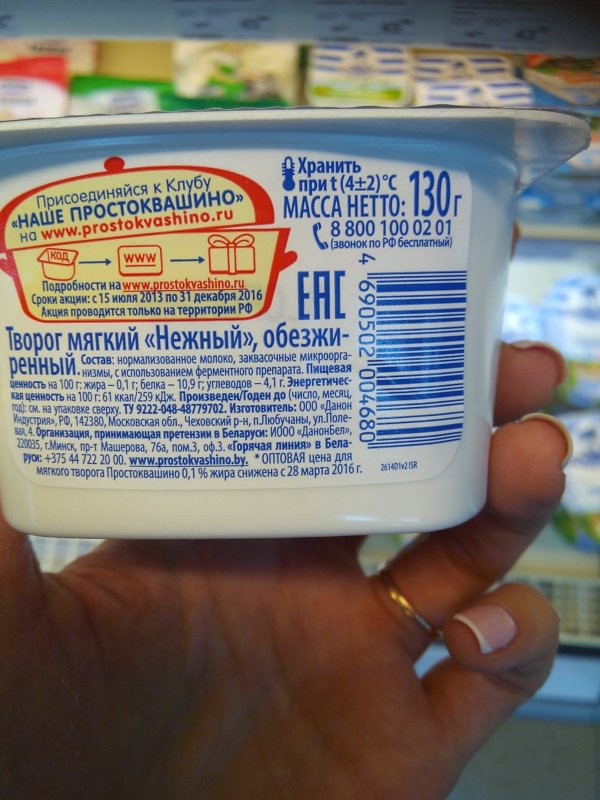 Присоединяйся к Клубу
«НАШЕ ПРОСТОКВАШИНО»
на www.prostokvashino.ru
КОД
www
Подробности на www.prostokvashino.ru
Сроки акции: с 15 июля 2013 по 31 декабря 2016
Акция проводится только на территории РФ
Хранить
при t (4±2)°С
МАССА НЕТТО: 130г
8 800 100 02 01
(звонок по РФ бесплатный)
EAC
4 690502 004680
Творог мягкий «Нежный», обезжи-
ренный. Состав: нормализованное молоко, заквасочные микроорга-
низмы, с использованием ферментного препарата. Пищевая
ценность на 100 г: жира – 0,1 г; белка – 10,9 г; углеводов – 4,1 г. Энергетичес-
кая ценность на 100 г: 61 ккал/259 кДж. Произведен/Годен до (число, месяц,
год): см. на упаковке сверху. ТУ 9222-048-48779702. Изготовитель: ООО «Данон
Индустрия», РФ, 142380, Московская обл., Чеховский р-н, п.Любучаны, ул.Поле-
вая, 4. Организация, принимающая претензии в Беларуси: ИООО «ДанонБел»,
220035, г.Минск, пр-т Машерова, 76а, пом.3, оф.3. «Горячая линия» в Бела-
руси: +375 44 722 20 00. www.prostokvashino.by. *ОПТОВАЯ цена для
мягкого творога Простоквашино 0,1 % жира снижена с 28 марта 2016 г.
2614D1v2 ISR